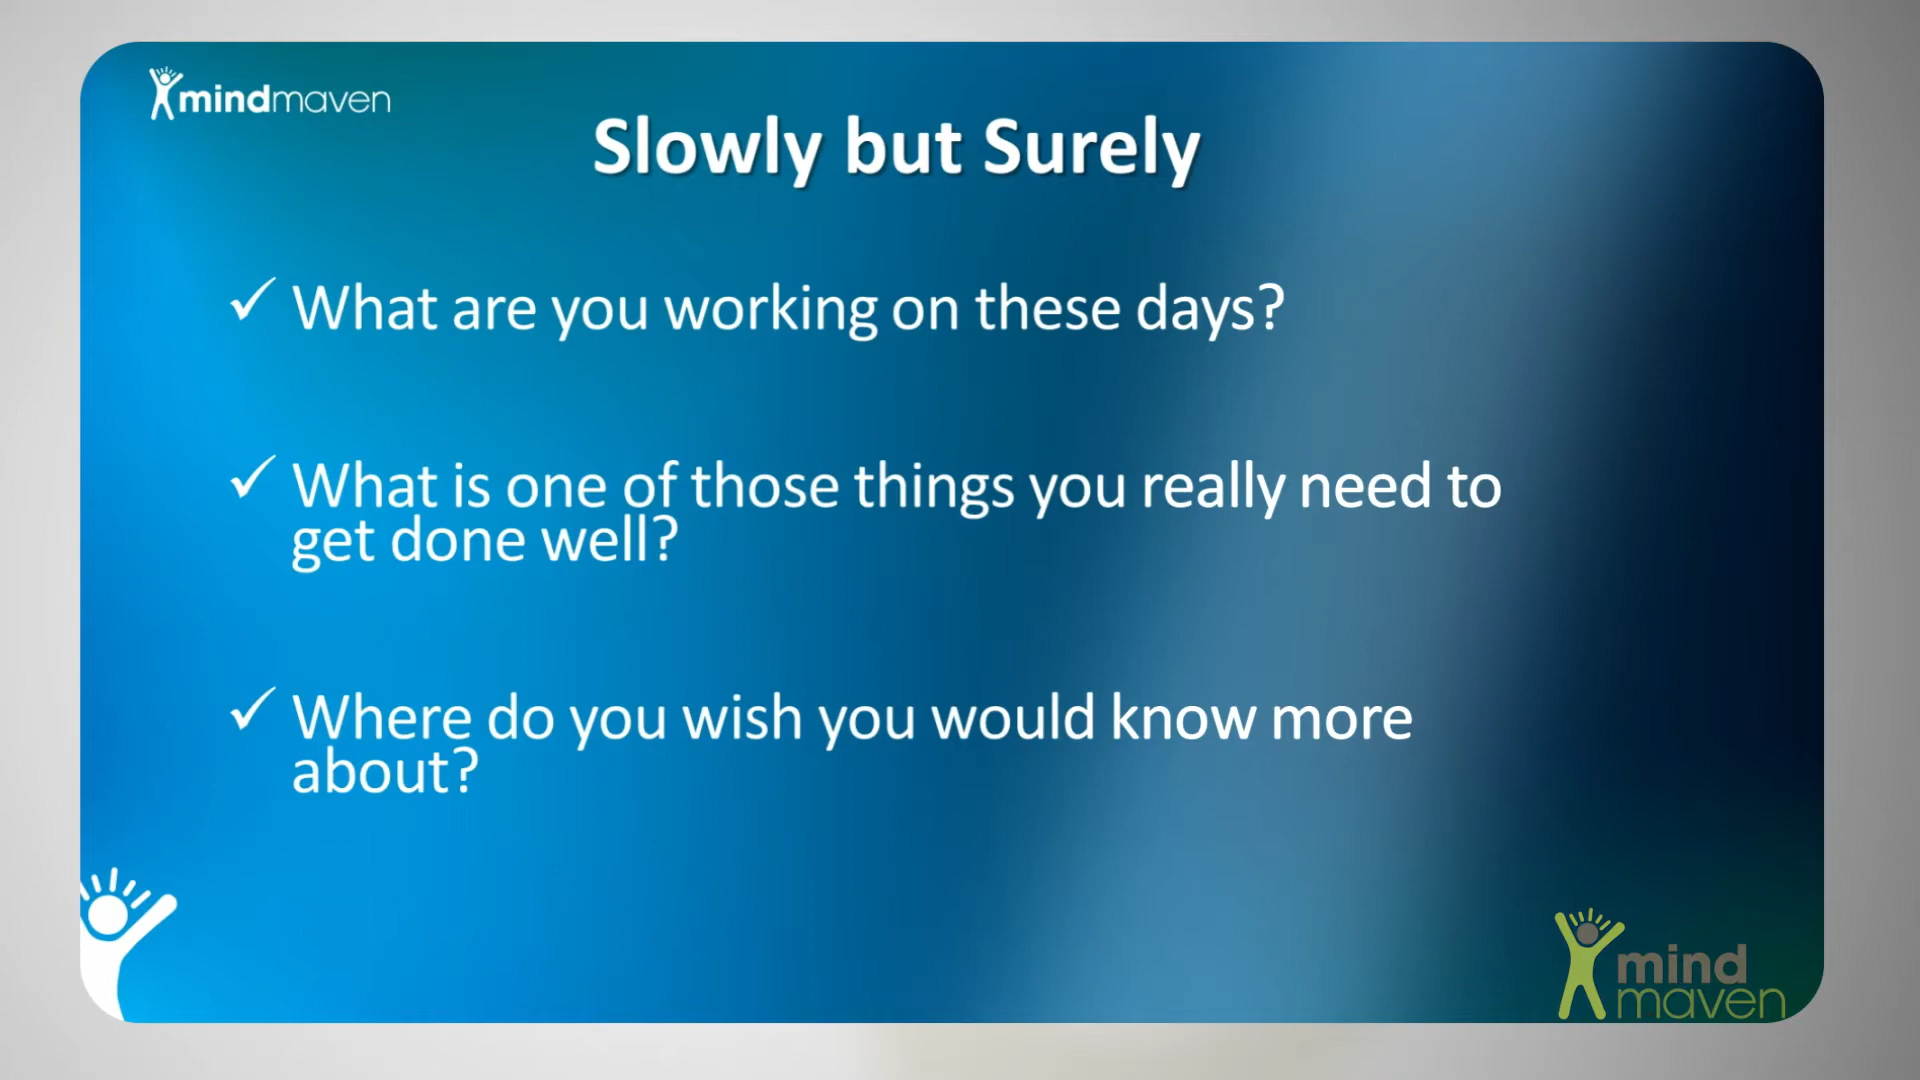 mindmaven
Slowly but Surely
✓ What are you working on these days?
✓ What is one of those things you really need to
get done well?
✓ Where do you wish you would know more
about?
mind
maven